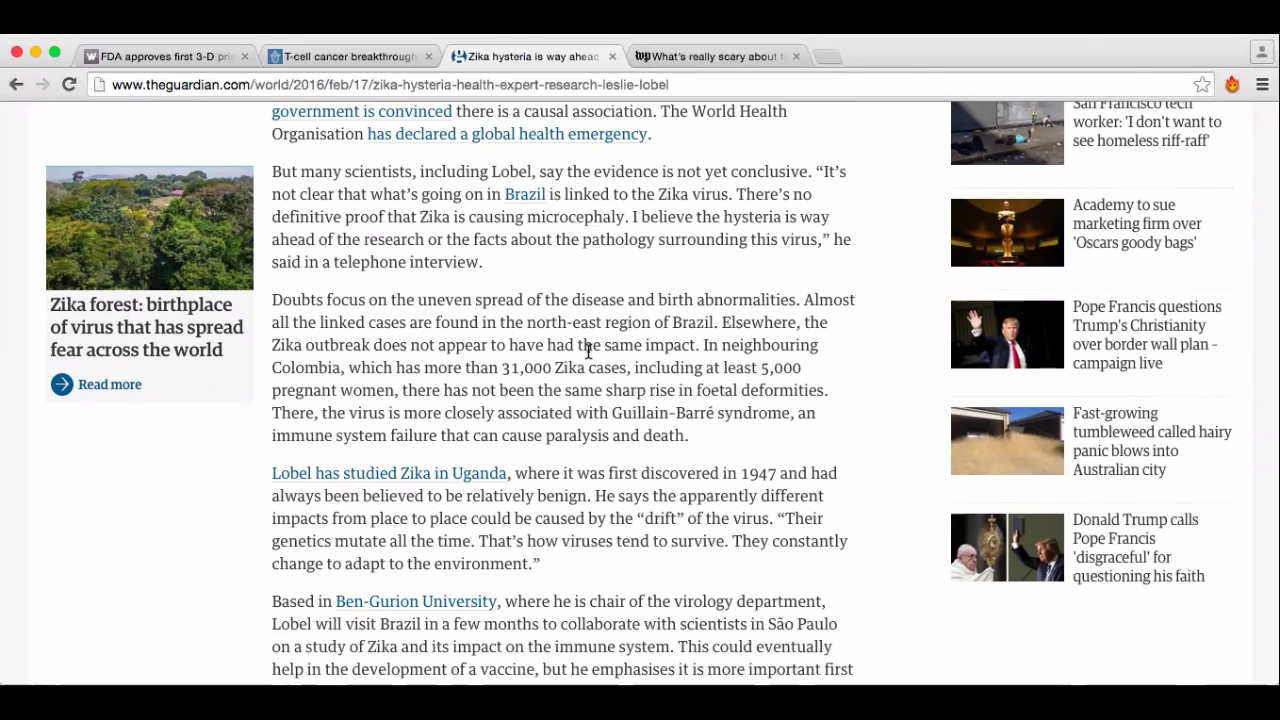 FDA approves first 3-D pri
T-cell cancer breakthrough
Zika hysteria is way ahead
wp What's really scary about t
www.theguardian.com/world/2016/feb/17/zika-hysteria-health-expert-research-leslie-lobel
government is convinced there is a causal association. The World Health
Organisation has declared a global health emergency.
But many scientists, including Lobel, say the evidence is not yet conclusive. “It’s
not clear that what’s going on in Brazil is linked to the Zika virus. There’s no
definitive proof that Zika is causing microcephaly. I believe the hysteria is way
ahead of the research or the facts about the pathology surrounding this virus,” he
said in a telephone interview.
Zika forest: birthplace
of virus that has spread
fear across the world
Read more
Doubts focus on the uneven spread of the disease and birth abnormalities. Almost
all the linked cases are found in the north-east region of Brazil. Elsewhere, the
Zika outbreak does not appear to have had the same impact. In neighbouring
Colombia, which has more than 31,000 Zika cases, including at least 5,000
pregnant women, there has not been the same sharp rise in foetal deformities.
There, the virus is more closely associated with Guillain-Barré syndrome, an
immune system failure that can cause paralysis and death.
Lobel has studied Zika in Uganda, where it was first discovered in 1947 and had
always been believed to be relatively benign. He says the apparently different
impacts from place to place could be caused by the “drift” of the virus. “Their
genetics mutate all the time. That’s how viruses tend to survive. They constantly
change to adapt to the environment.”
Based in Ben-Gurion University, where he is chair of the virology department,
Lobel will visit Brazil in a few months to collaborate with scientists in São Paulo
on a study of Zika and its impact on the immune system. This could eventually
help in the development of a vaccine, but he emphasises it is more important first
San Francisco tech
worker: 'I don't want to
see homeless riff-raff'
Academy to sue
marketing firm over
'Oscars goody bags'
Pope Francis questions
Trump's Christianity
over border wall plan –
campaign live
Fast-growing
tumbleweed called hairy
panic blows into
Australian city
Donald Trump calls
Pope Francis
'disgraceful' for
questioning his faith